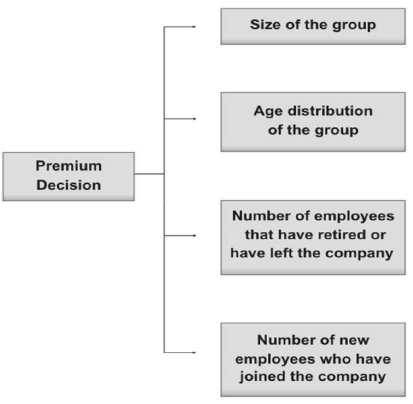 Size of the group
Age distribution
of the group
Premium
Decision
Number of employees
that have retired or
have left the company
Number of new
employees who have
joined the company